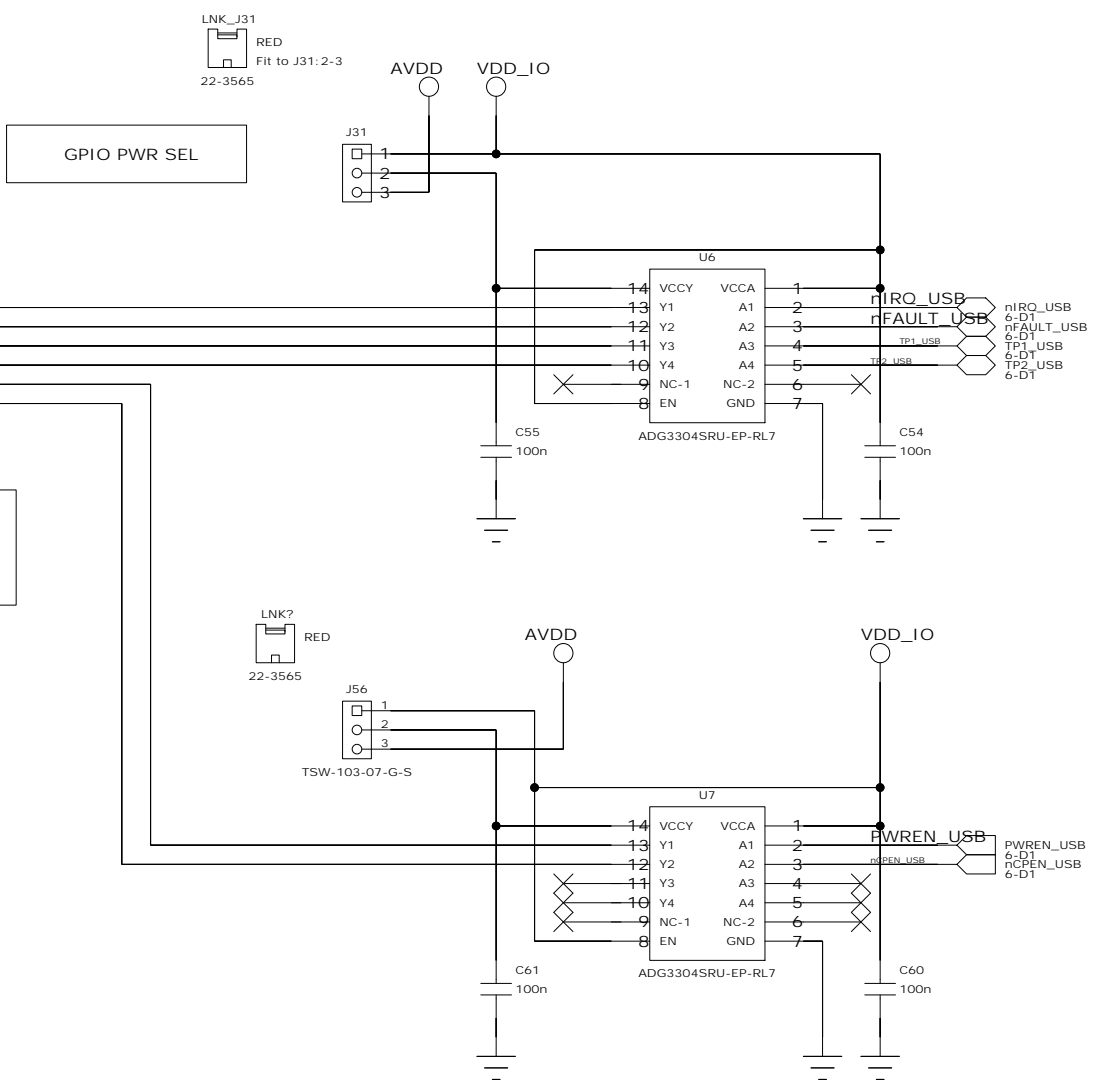 LNK_J31
RED
Fit to J31:2-3
22-3565
AVDD
VDD_IO
GPIO PWR SEL
J31
1
2
3
U6
14 VCCY VCCA 1
13 Y1 A1 2
12 Y2 A2 3
11 Y3 A3 4
10 Y4 A4 5
9 NC-1 NC-2 6
8 EN GND 7
ADG3304SRU-EP-RL7
nIRQ_USB
nIRQ_USB
6-D1
nFAULT_USB
nFAULT_USB
6-D1
TP1_USB
TP1_USB
6-D1
TP2_USB
TP2_USB
6-D1
C55
100n
C54
100n
LNK?
RED
22-3565
AVDD
VDD_IO
J56
1
2
3
TSW-103-07-G-S
U7
14 VCCY VCCA 1
13 Y1 A1 2
12 Y2 A2 3
11 Y3 A3 4
10 Y4 A4 5
9 NC-1 NC-2 6
8 EN GND 7
ADG3304SRU-EP-RL7
PWREN_USB
PWREN_USB
6-D1
nCPEN_USB
nCPEN_USB
6-D1
C61
100n
C60
100n